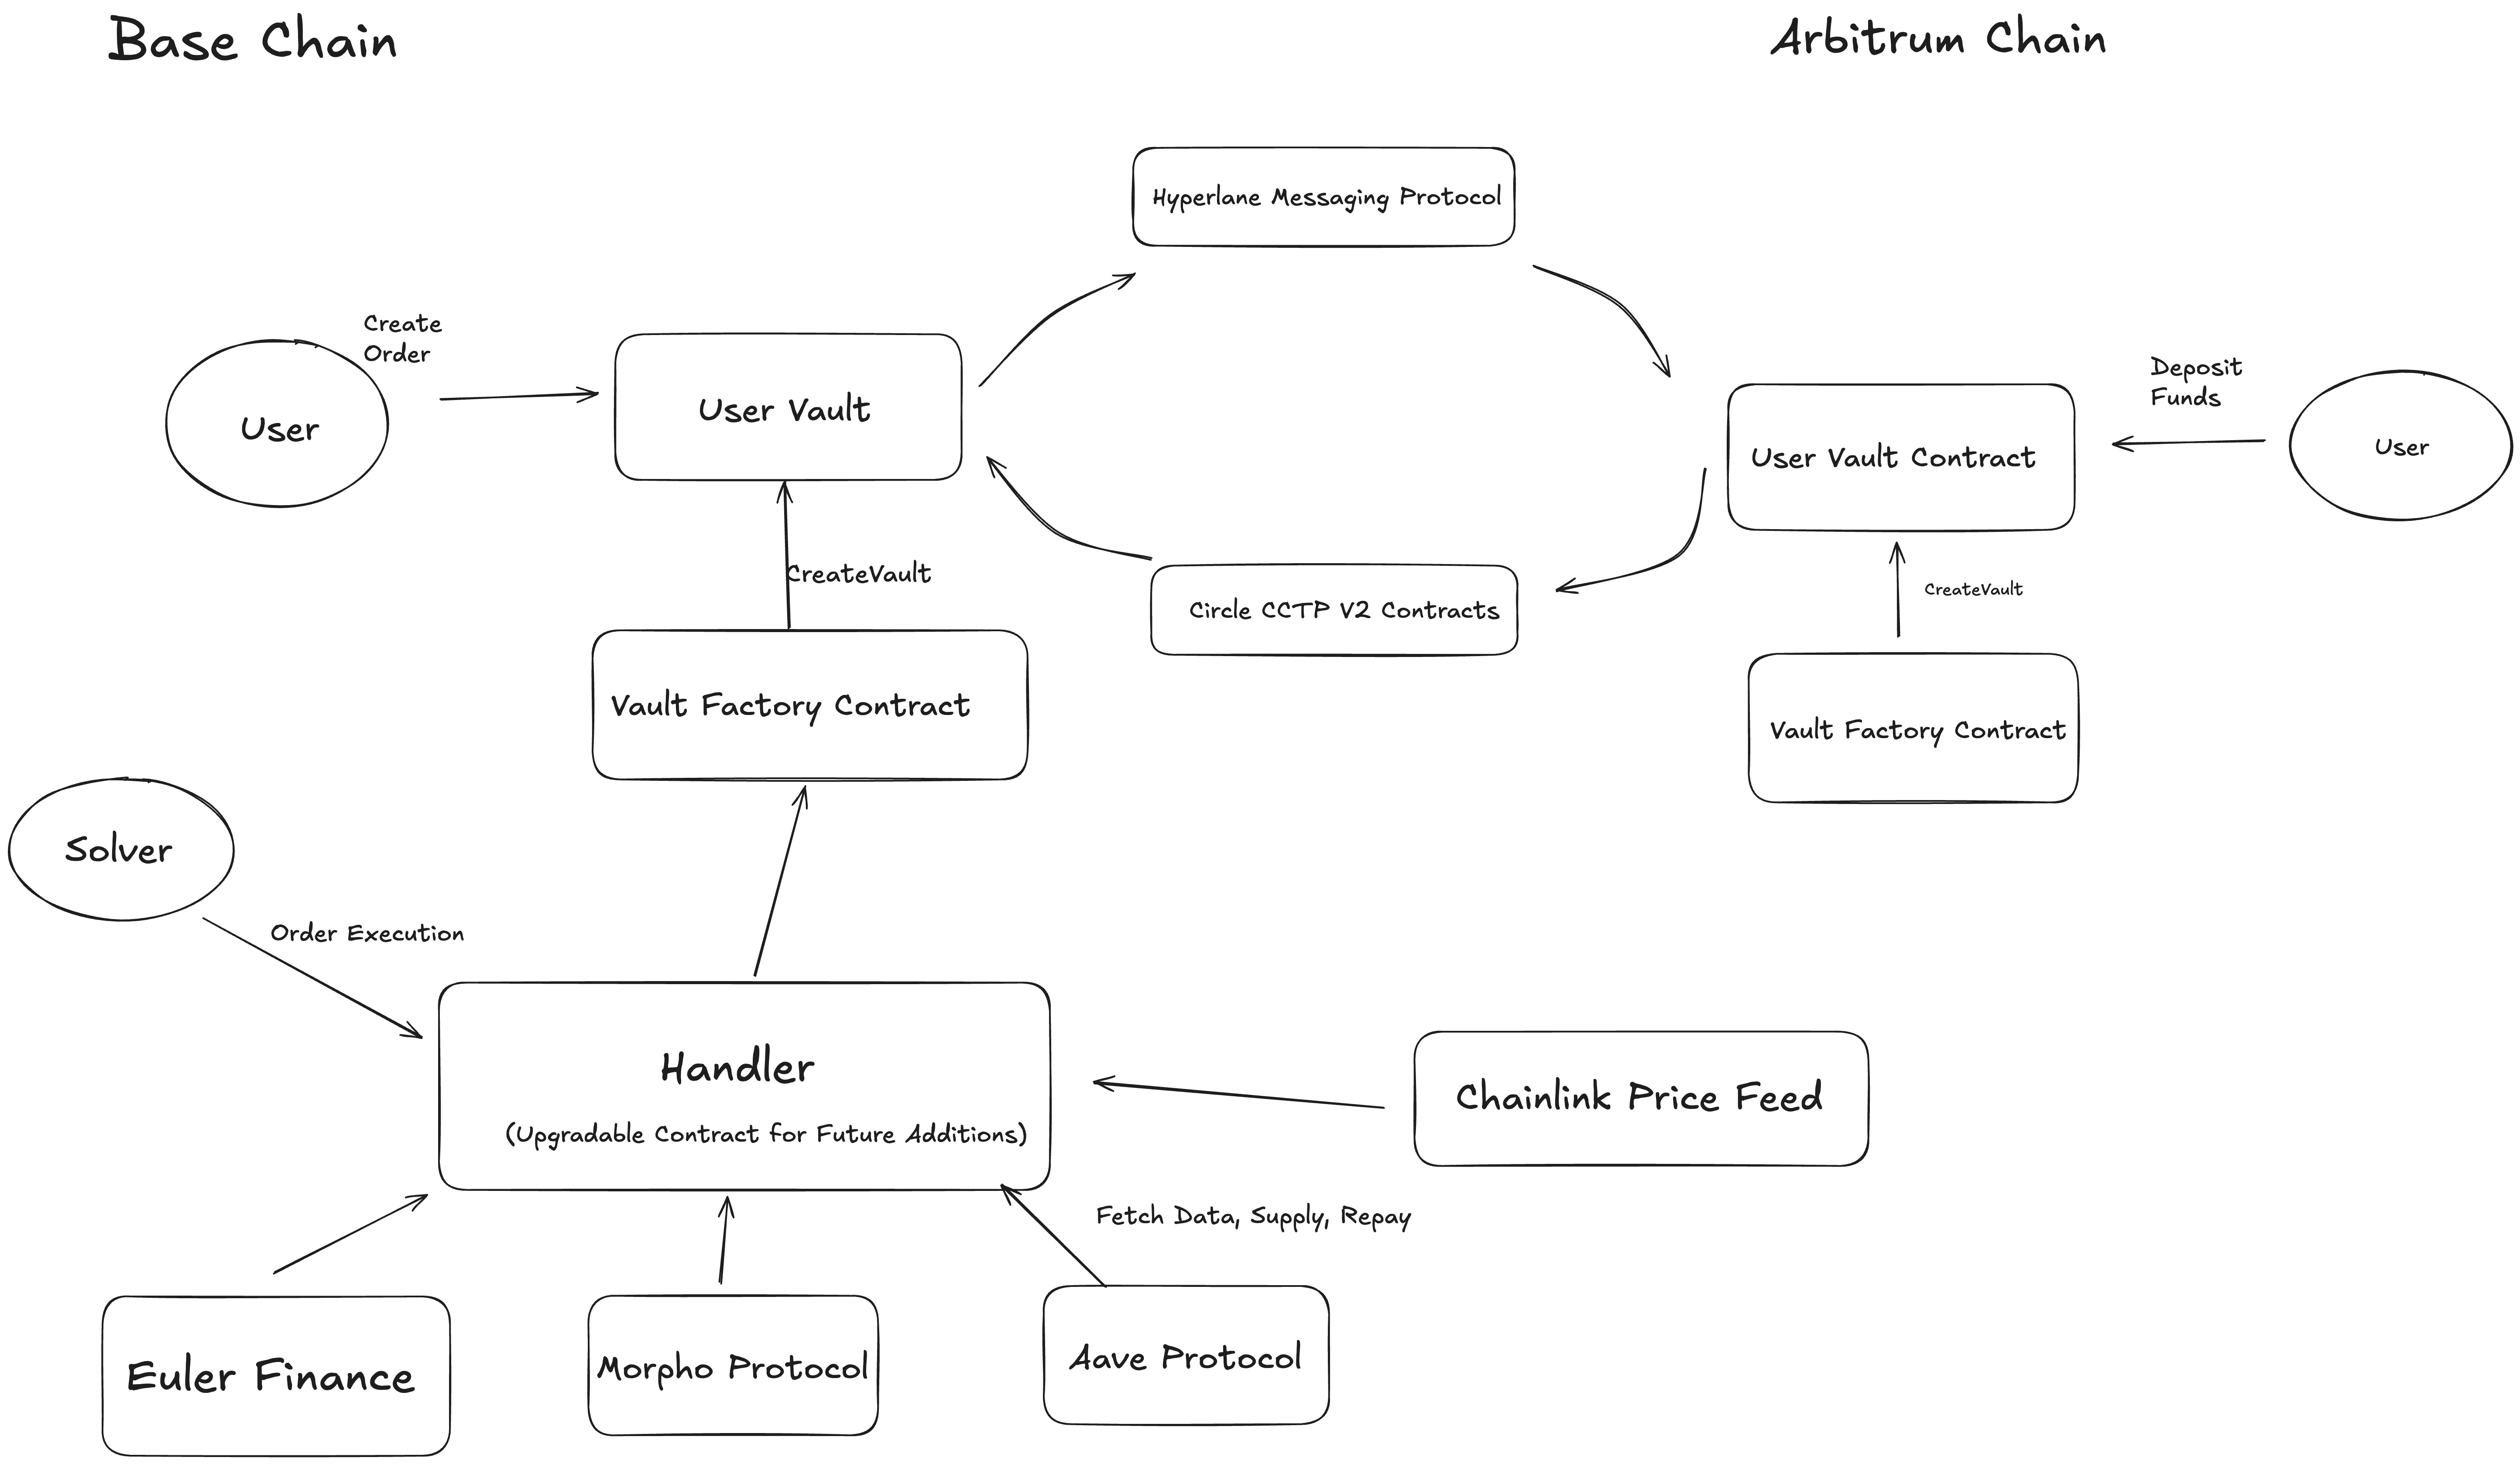 Base Chain
Arbitrum Chain
Hyperlane Messaging Protocol
Create
Order
User
User Vault
Deposit
Funds
User Vault Contract
User
CreateVault
Circle CCTP V2 Contracts
CreateVault
Vault Factory Contract
Vault Factory Contract
Solver
Order Execution
Handler
(Upgradable Contract for Future Additions)
Chainlink Price Feed
Fetch Data, Supply, Repay
Euler Finance
Morpho Protocol
Aave Protocol